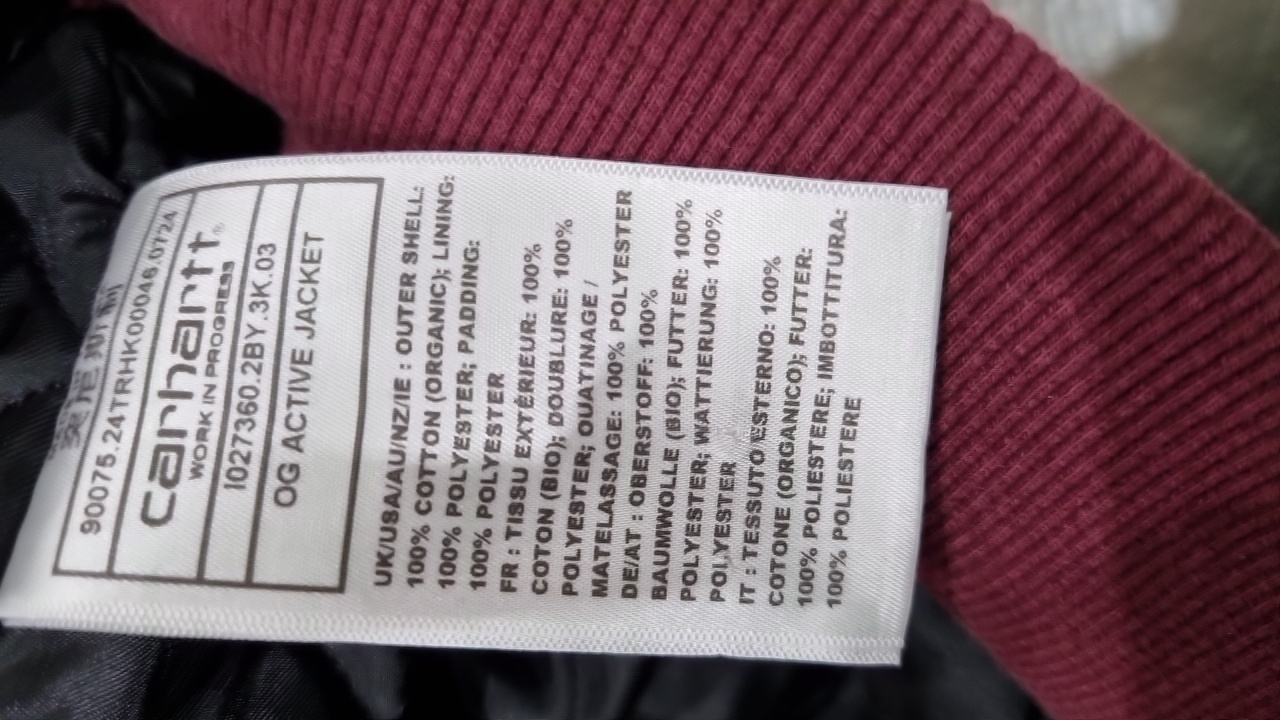 90075.24TRHK00046.0724
carhartt®
WORK IN PROGRESS
I027360.2BY.3K.03
OG ACTIVE JACKET
UK/USA/AU/NZ/IE : OUTER SHELL:
100% COTTON (ORGANIC); LINING:
100% POLYESTER; PADDING:
100% POLYESTER
FR : TISSU EXTÉRIEUR: 100%
COTON (BIO); DOUBLURE: 100%
POLYESTER; OUATINAGE /
MATELASSAGE: 100% POLYESTER
DE/AT : OBERSTOFF: 100%
BAUMWOLLE (BIO); FUTTER: 100%
POLYESTER; WATTIERUNG: 100%
POLYESTER
IT : TESSUTO ESTERNO: 100%
COTONE (ORGANICO); FUTTER:
100% POLIESTERE; IMBOTTITURA:
100% POLIESTERE